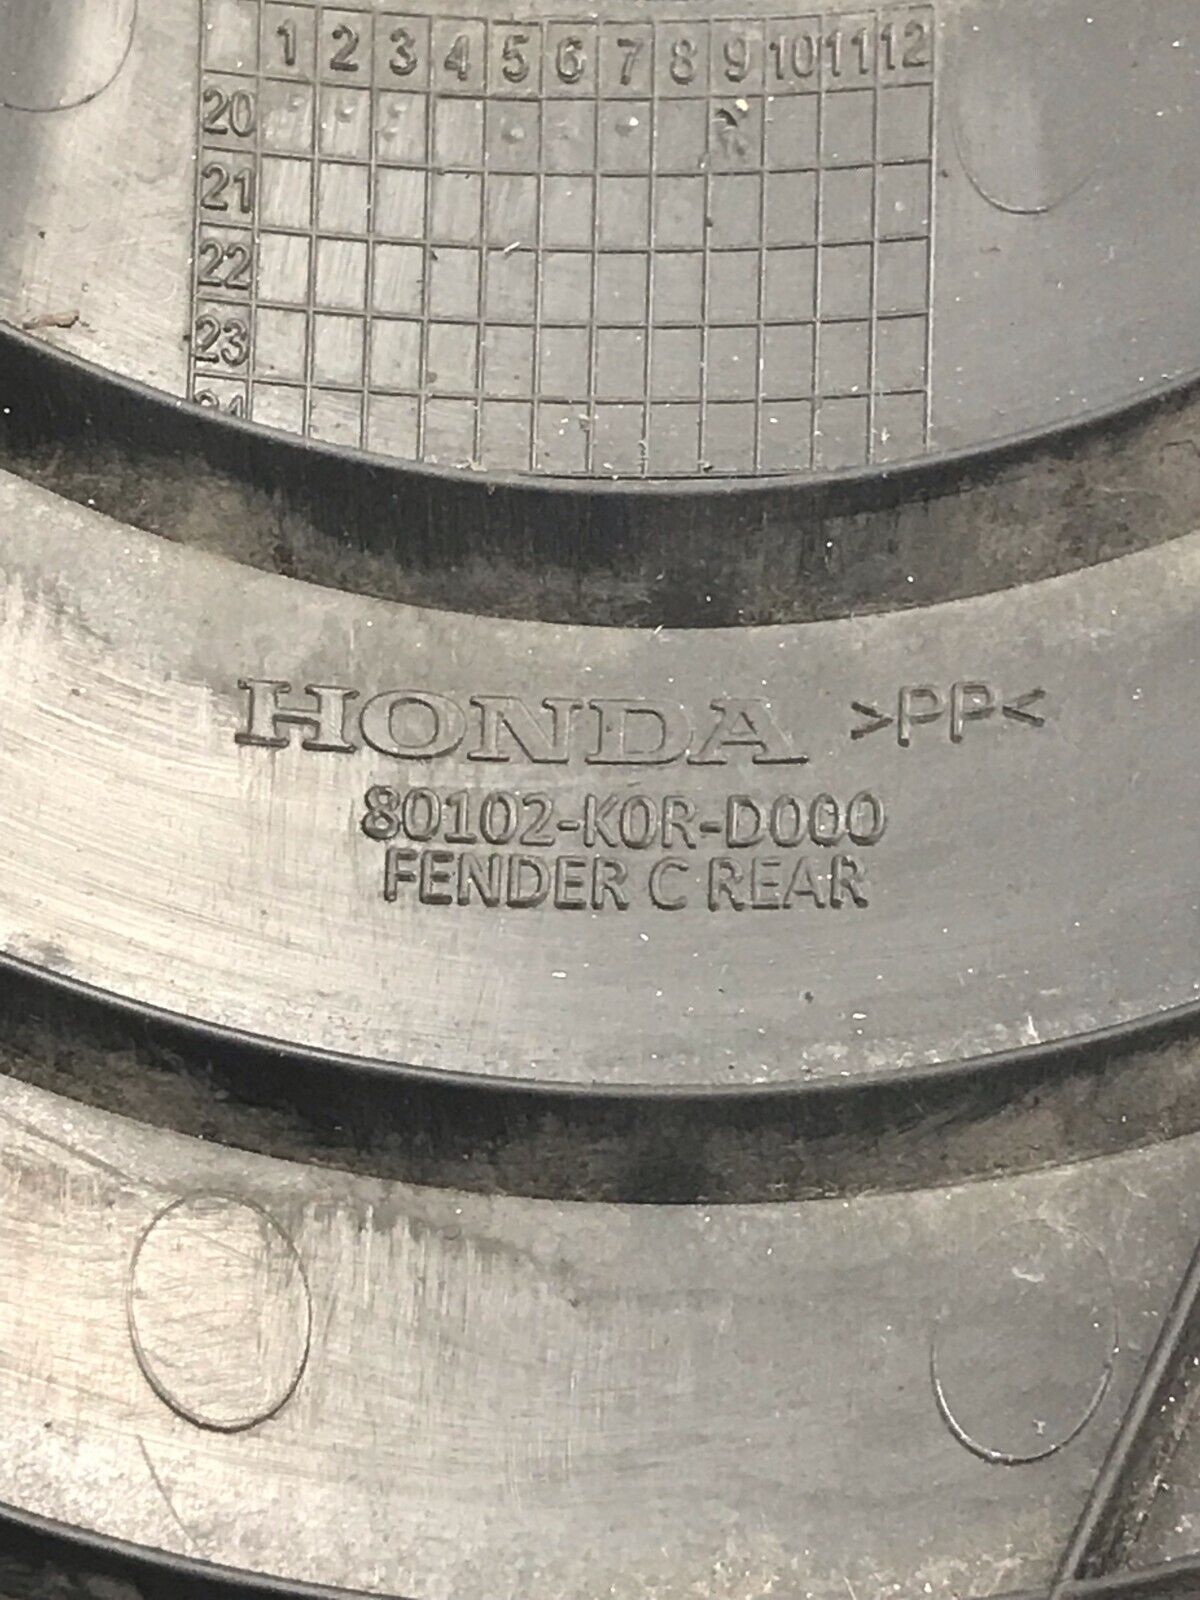 1 2 3 4 5 6 7 8 9 10 11 12
20
21
22
23
HONDA >PP<
80102-K0R-D000
FENDER C REAR